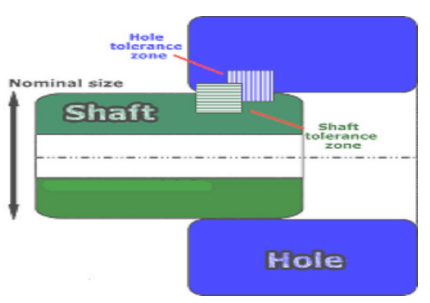 Hole
tolerance
zone
Nominal size
Shaft
Shaft
tolerance
zone
Hole